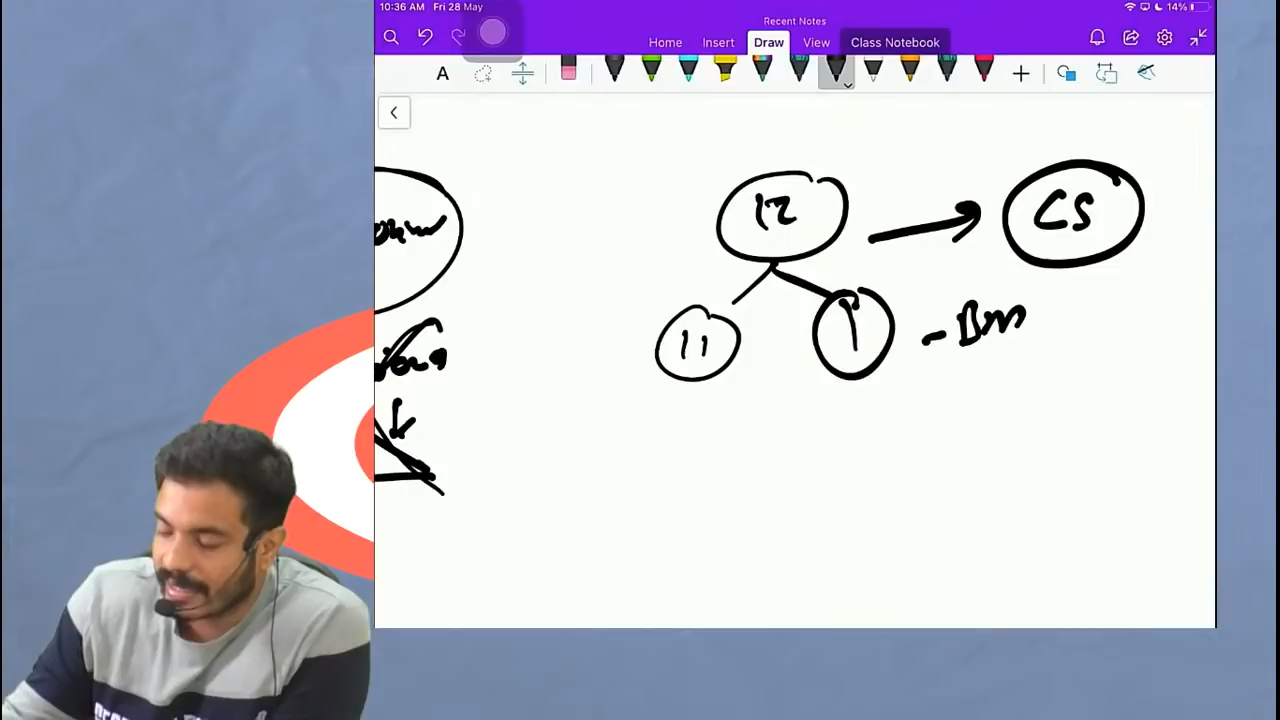 10:36 AM Fri 28 May
14%
Recent Notes
Home Insert Draw View Class Notebook
A
12
CS
11
1